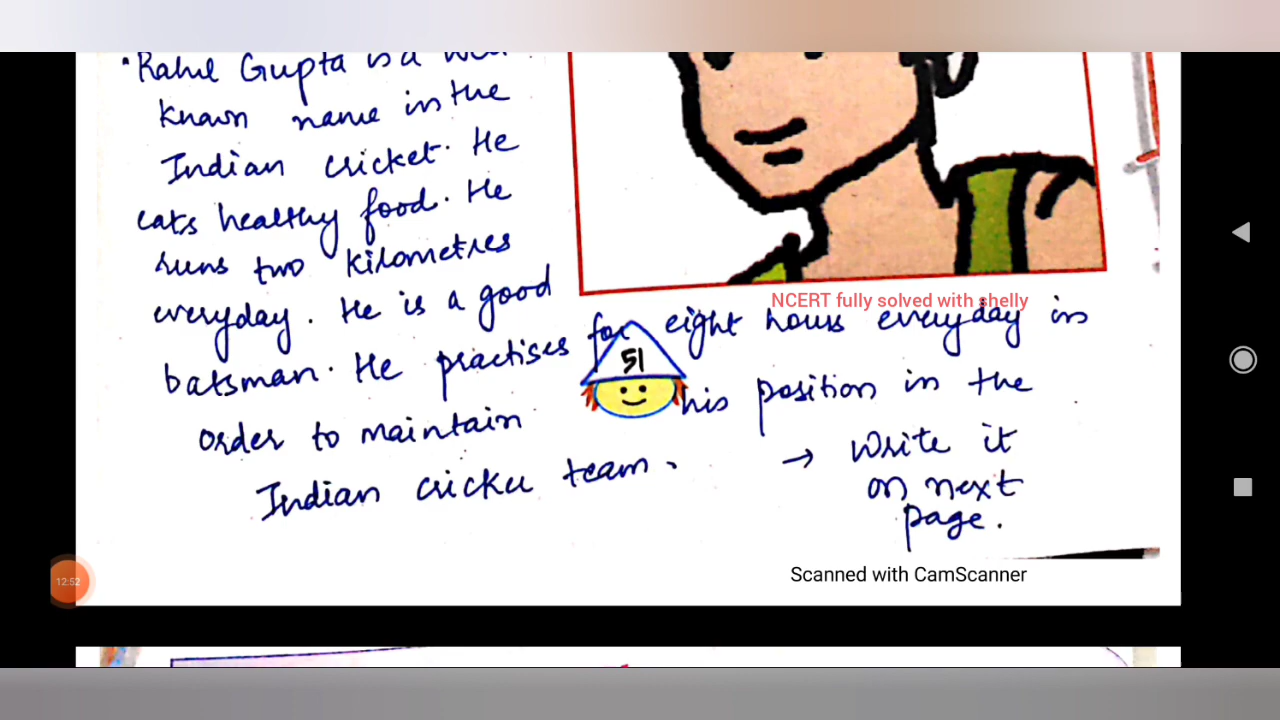 Rahul Gupta is a well
known name in the
Indian cricket. He
eats healthy food. He
runs two kilometres
everyday. He is a good
NCERT fully solved with shelly
batsman. He practises for eight hours everyday in
51
order to maintain his position in the
Indian cricket team.
→ Write it
on next
page.
Scanned with CamScanner
12:52